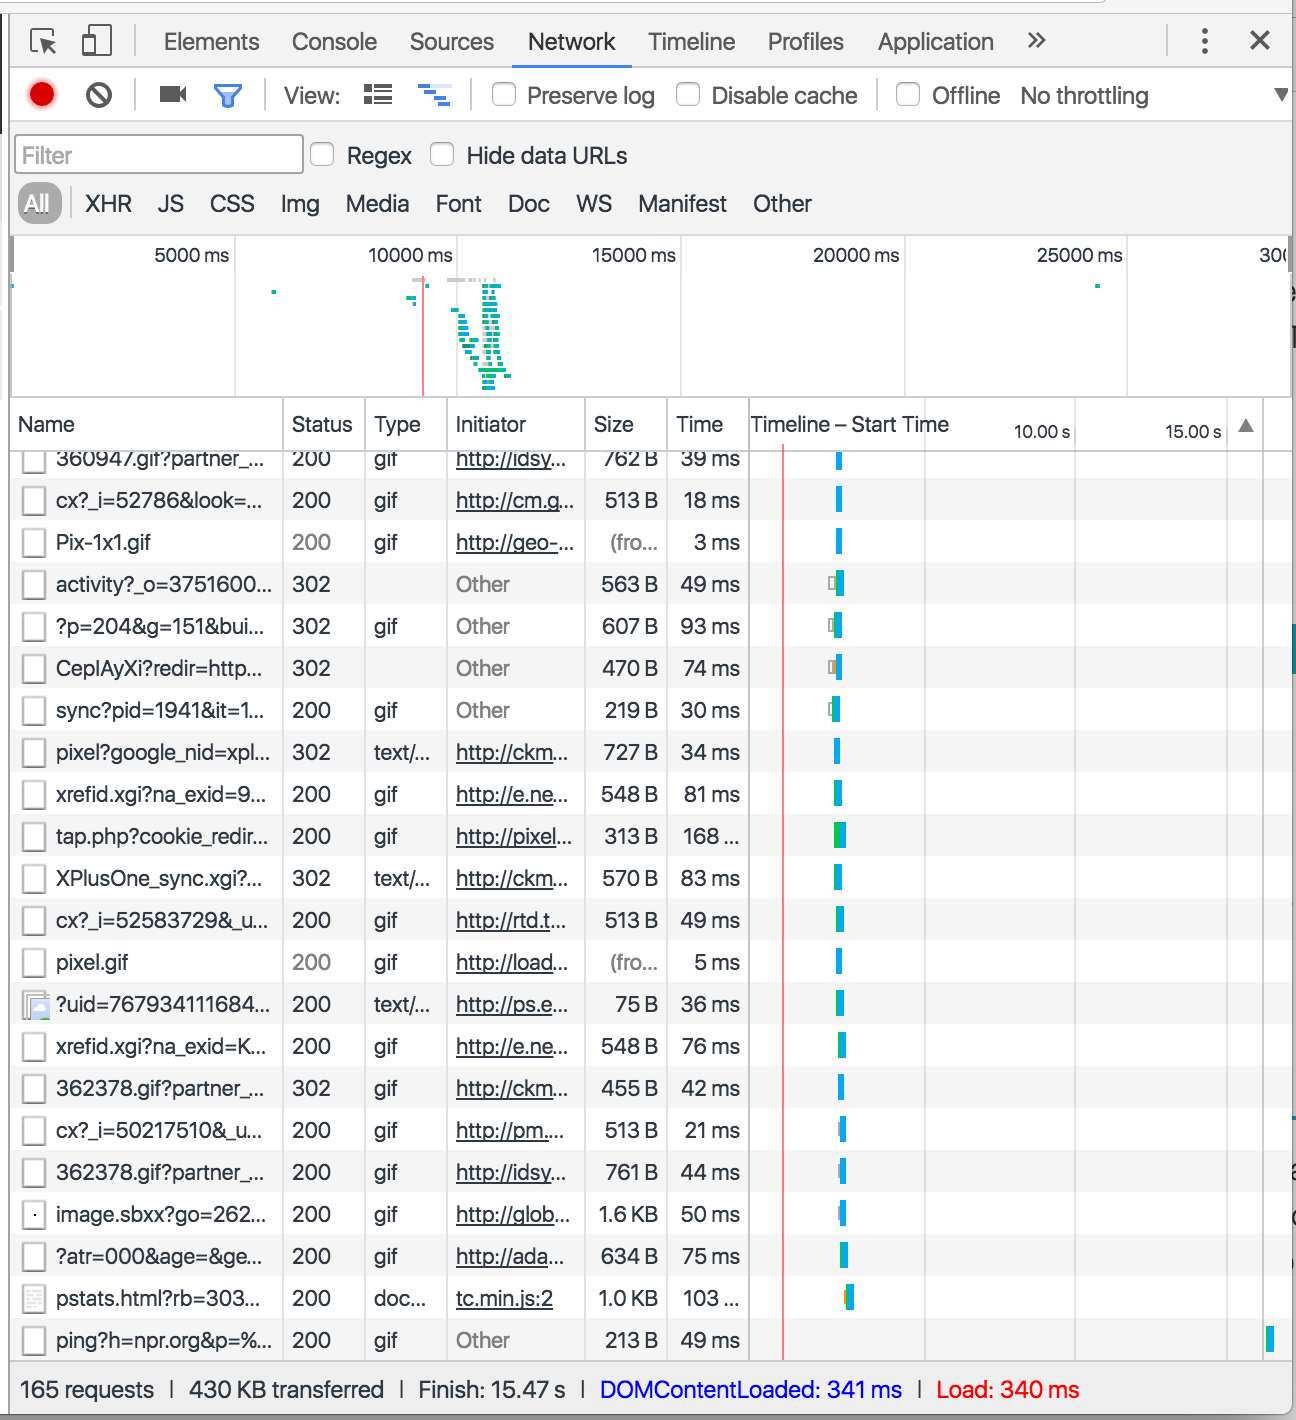 Elements Console Sources Network Timeline Profiles Application »
View: Preserve log Disable cache Offline No throttling
Filter Regex Hide data URLs
All XHR JS CSS Img Media Font Doc WS Manifest Other
5000 ms 10000 ms 15000 ms 20000 ms 25000 ms
Name Status Type Initiator Size Time Timeline – Start Time 10.00 s 15.00 s
360947.gif?partner_... 200 gif http://idsy... 762 B 39 ms
cx?_i=52786&look=... 200 gif http://cm.g... 513 B 18 ms
Pix-1x1.gif 200 gif http://geo-... (fro... 3 ms
activity?_o=3751600... 302 Other 563 B 49 ms
?p=204&g=151&bui... 302 gif Other 607 B 93 ms
CeplAyXi?redir=http... 302 Other 470 B 74 ms
sync?pid=1941&it=1... 200 gif Other 219 B 30 ms
pixel?google_nid=xpl... 302 text/... http://ckm... 727 B 34 ms
xrefid.xgi?na_exid=9... 200 gif http://e.ne... 548 B 81 ms
tap.php?cookie_redir... 200 gif http://pixel... 313 B 168 ...
XPlusOne_sync.xgi?... 302 text/... http://ckm... 570 B 83 ms
cx?_i=52583729&_u... 200 gif http://rtd.t... 513 B 49 ms
pixel.gif 200 gif http://load... (fro... 5 ms
?uid=767934111684... 200 text/... http://ps.e... 75 B 36 ms
xrefid.xgi?na_exid=K... 200 gif http://e.ne... 548 B 76 ms
362378.gif?partner_... 302 gif http://ckm... 455 B 42 ms
cx?_i=50217510&_u... 200 gif http://pm.... 513 B 21 ms
362378.gif?partner_... 200 gif http://idsy... 761 B 44 ms
image.sbxx?go=262... 200 gif http://glob... 1.6 KB 50 ms
?atr=000&age=&ge... 200 gif http://ada... 634 B 75 ms
pstats.html?rb=303... 200 doc... tc.min.js:2 1.0 KB 103 ...
ping?h=npr.org&p=%... 200 gif Other 213 B 49 ms
165 requests | 430 KB transferred | Finish: 15.47 s | DOMContentLoaded: 341 ms | Load: 340 ms